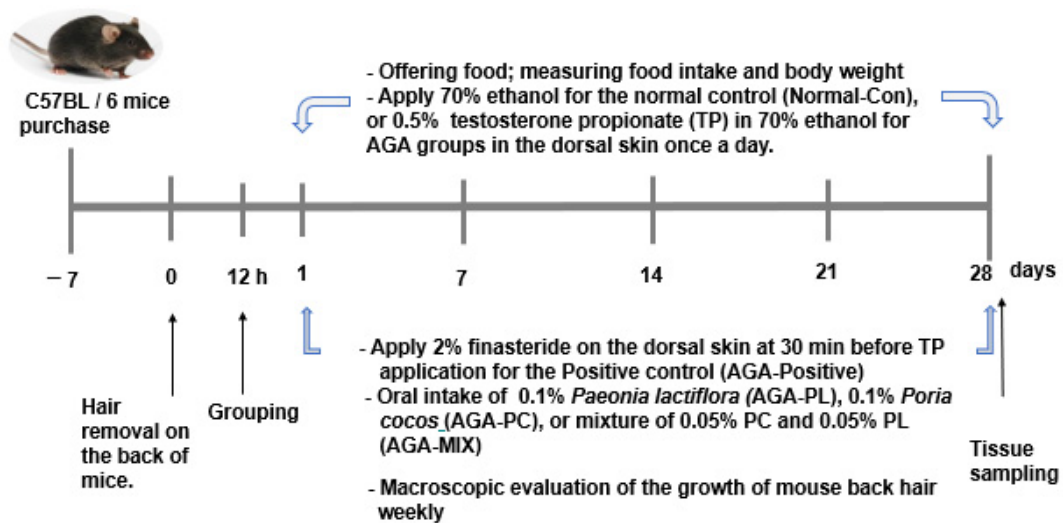 C57BL / 6 mice
purchase
- Offering food; measuring food intake and body weight
- Apply 70% ethanol for the normal control (Normal-Con),
or 0.5% testosterone propionate (TP) in 70% ethanol for
AGA groups in the dorsal skin once a day.
– 7 0 12 h 1 7 14 21 28 days
Hair
removal on
the back of
mice.
Grouping
- Apply 2% finasteride on the dorsal skin at 30 min before TP
application for the Positive control (AGA-Positive)
- Oral intake of 0.1% Paeonia lactiflora (AGA-PL), 0.1% Poria
cocos (AGA-PC), or mixture of 0.05% PC and 0.05% PL
(AGA-MIX)
- Macroscopic evaluation of the growth of mouse back hair
weekly
Tissue
sampling